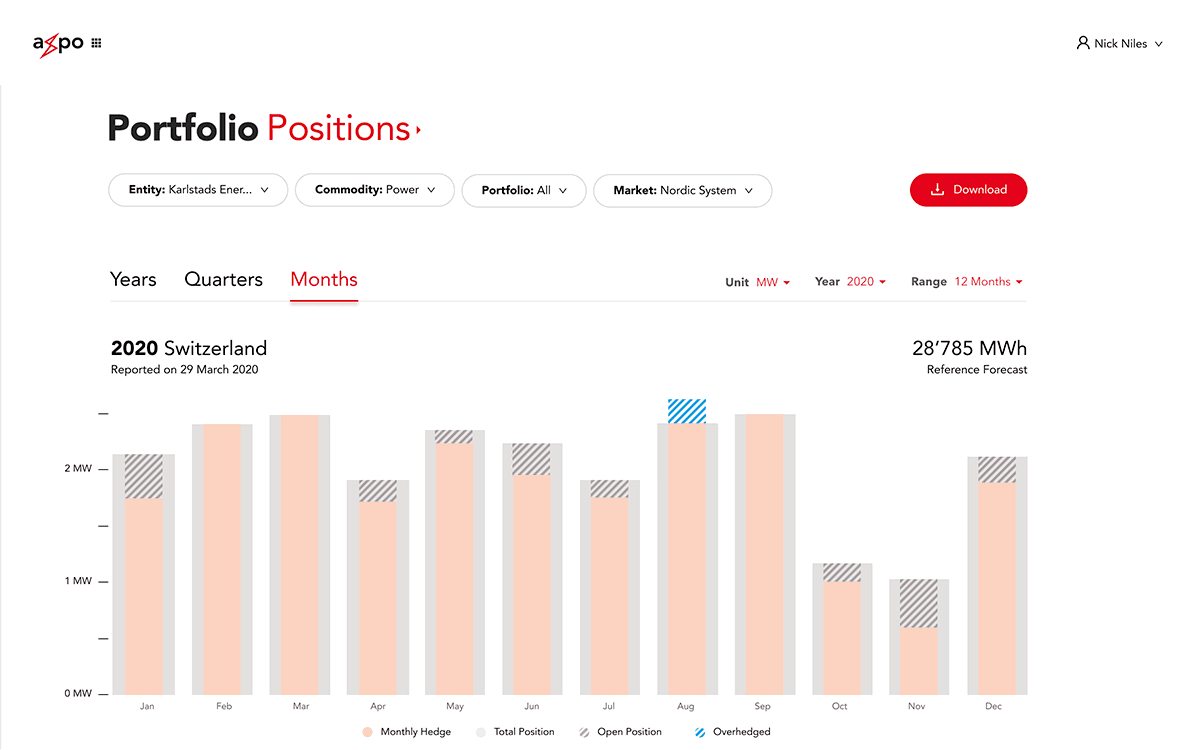 axpo
Nick Niles
Portfolio Positions
Entity: Karlstads Ener...
Commodity: Power
Portfolio: All
Market: Nordic System
Download
Years Quarters Months
Unit MW Year 2020 Range 12 Months
2020 Switzerland
28’785 MWh
Reported on 29 March 2020
Reference Forecast
2 MW
1 MW
0 MW
Jan Feb Mar Apr May Jun Jul Aug Sep Oct Nov Dec
Monthly Hedge Total Position Open Position Overhedged